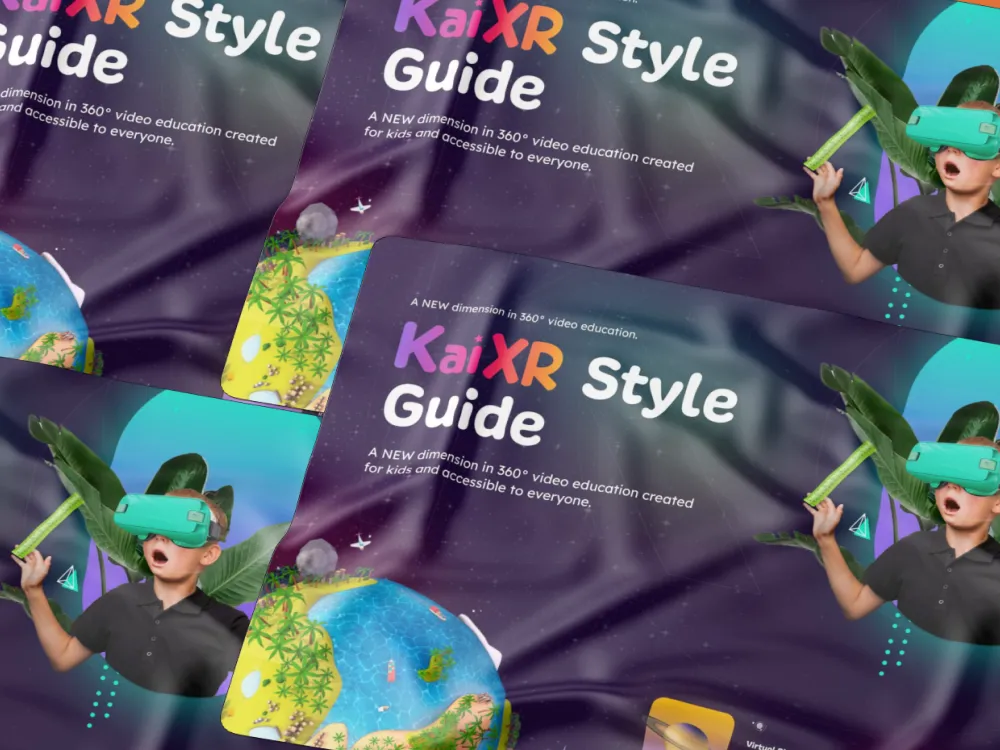 KaiXR Style
Guide
dimension in 360° video education created
and accessible to everyone.
KaiXR Style
Guide
A NEW dimension in 360° video education created
for kids and accessible to everyone.
A NEW dimension in 360° video education.
KaiXR Style
Guide
A NEW dimension in 360° video education created
for kids and accessible to everyone.
Virtual